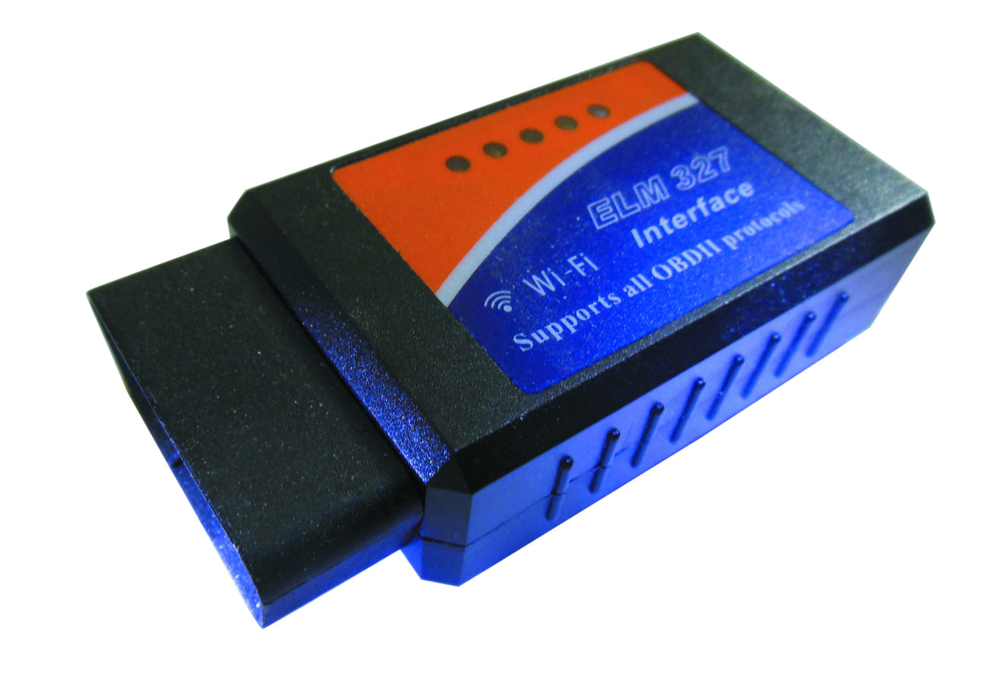 ELM 327
Interface
Wi-Fi
Supports all OBDII protocols